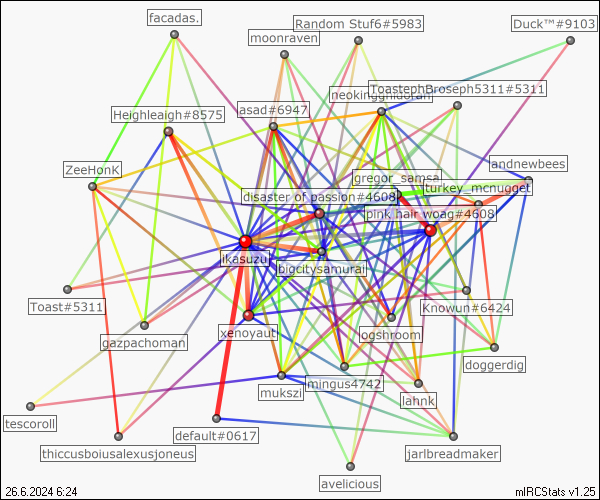 facadas.
Random Stuf6#5983
Duck™#9103
moonraven
ToastephBroseph5311#5311
asad#6947
Heighleaigh#8575
andnewbees
ZeeHonK
gregor_samsa
turkey_mcnugget
disaster of passion#4608
pink hair woag#4608
ikasuzu
bigcitysamurai
Toast#5311
Knowun#6424
xenoyaut
ogshroom
gazpachoman
doggerdig
mingus4742
mukszi
lahnk
tescoroll
default#0617
thiccusboiusalexusjoneus
jarlbreadmaker
avelicious
26.6.2024 6:24
mIRCStats v1.25